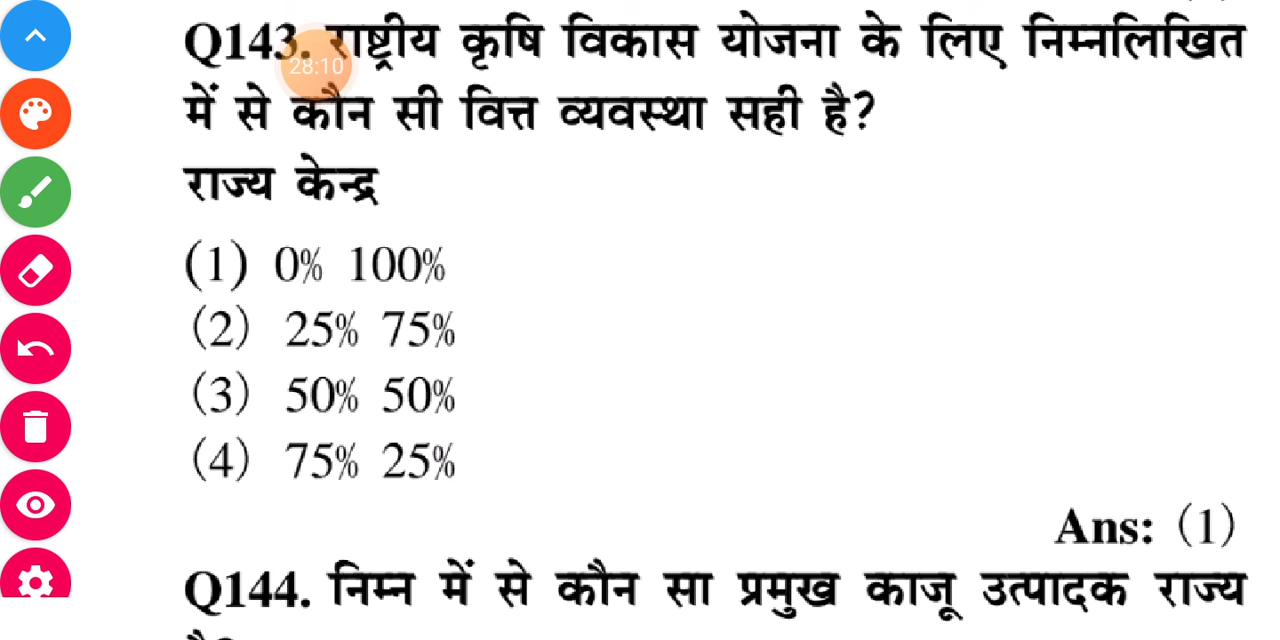 Q143. राष्ट्रीय कृषि विकास योजना के लिए निम्नलिखित
28:10
में से कौन सी वित्त व्यवस्था सही है?
राज्य केन्द्र
(1) 0% 100%
(2) 25% 75%
(3) 50% 50%
(4) 75% 25%
Ans: (1)
Q144. निम्न में से कौन सा प्रमुख काजू उत्पादक राज्य